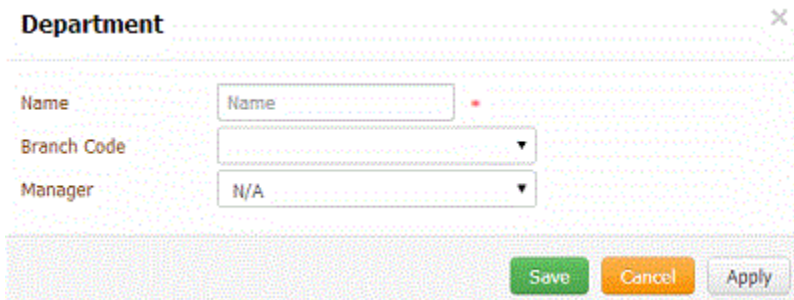 Department ×
Name Name *
Branch Code
Manager N/A
Save Cancel Apply